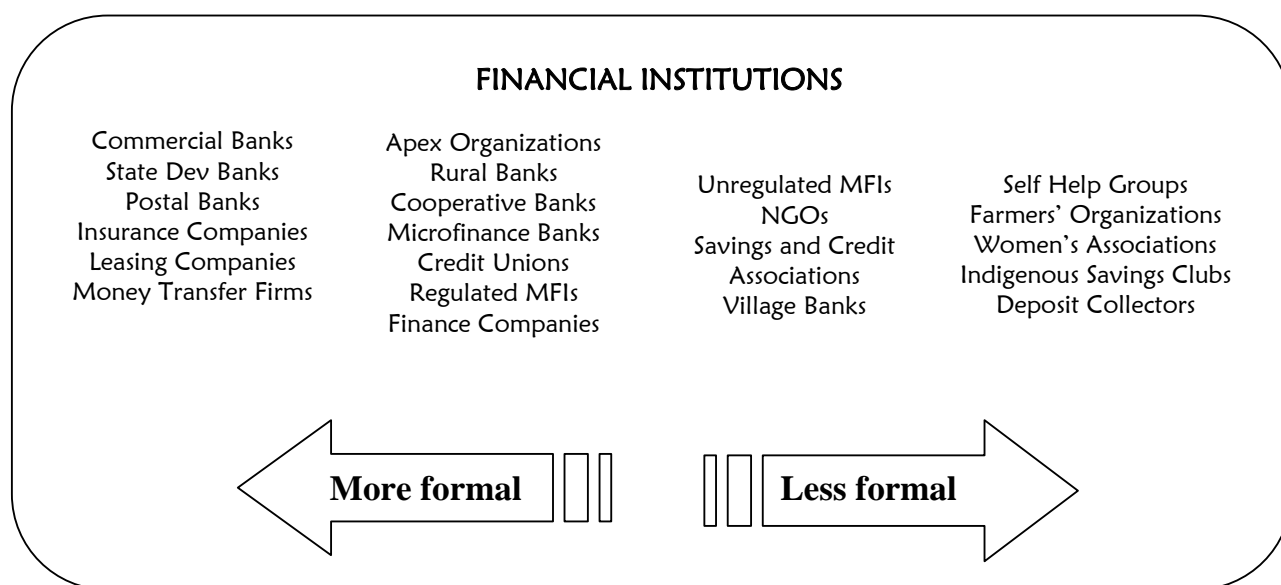 FINANCIAL INSTITUTIONS
Commercial Banks
State Dev Banks
Postal Banks
Insurance Companies
Leasing Companies
Money Transfer Firms
Apex Organizations
Rural Banks
Cooperative Banks
Microfinance Banks
Credit Unions
Regulated MFIs
Finance Companies
Unregulated MFIs
NGOs
Savings and Credit
Associations
Village Banks
Self Help Groups
Farmers’ Organizations
Women’s Associations
Indigenous Savings Clubs
Deposit Collectors
More formal
Less formal